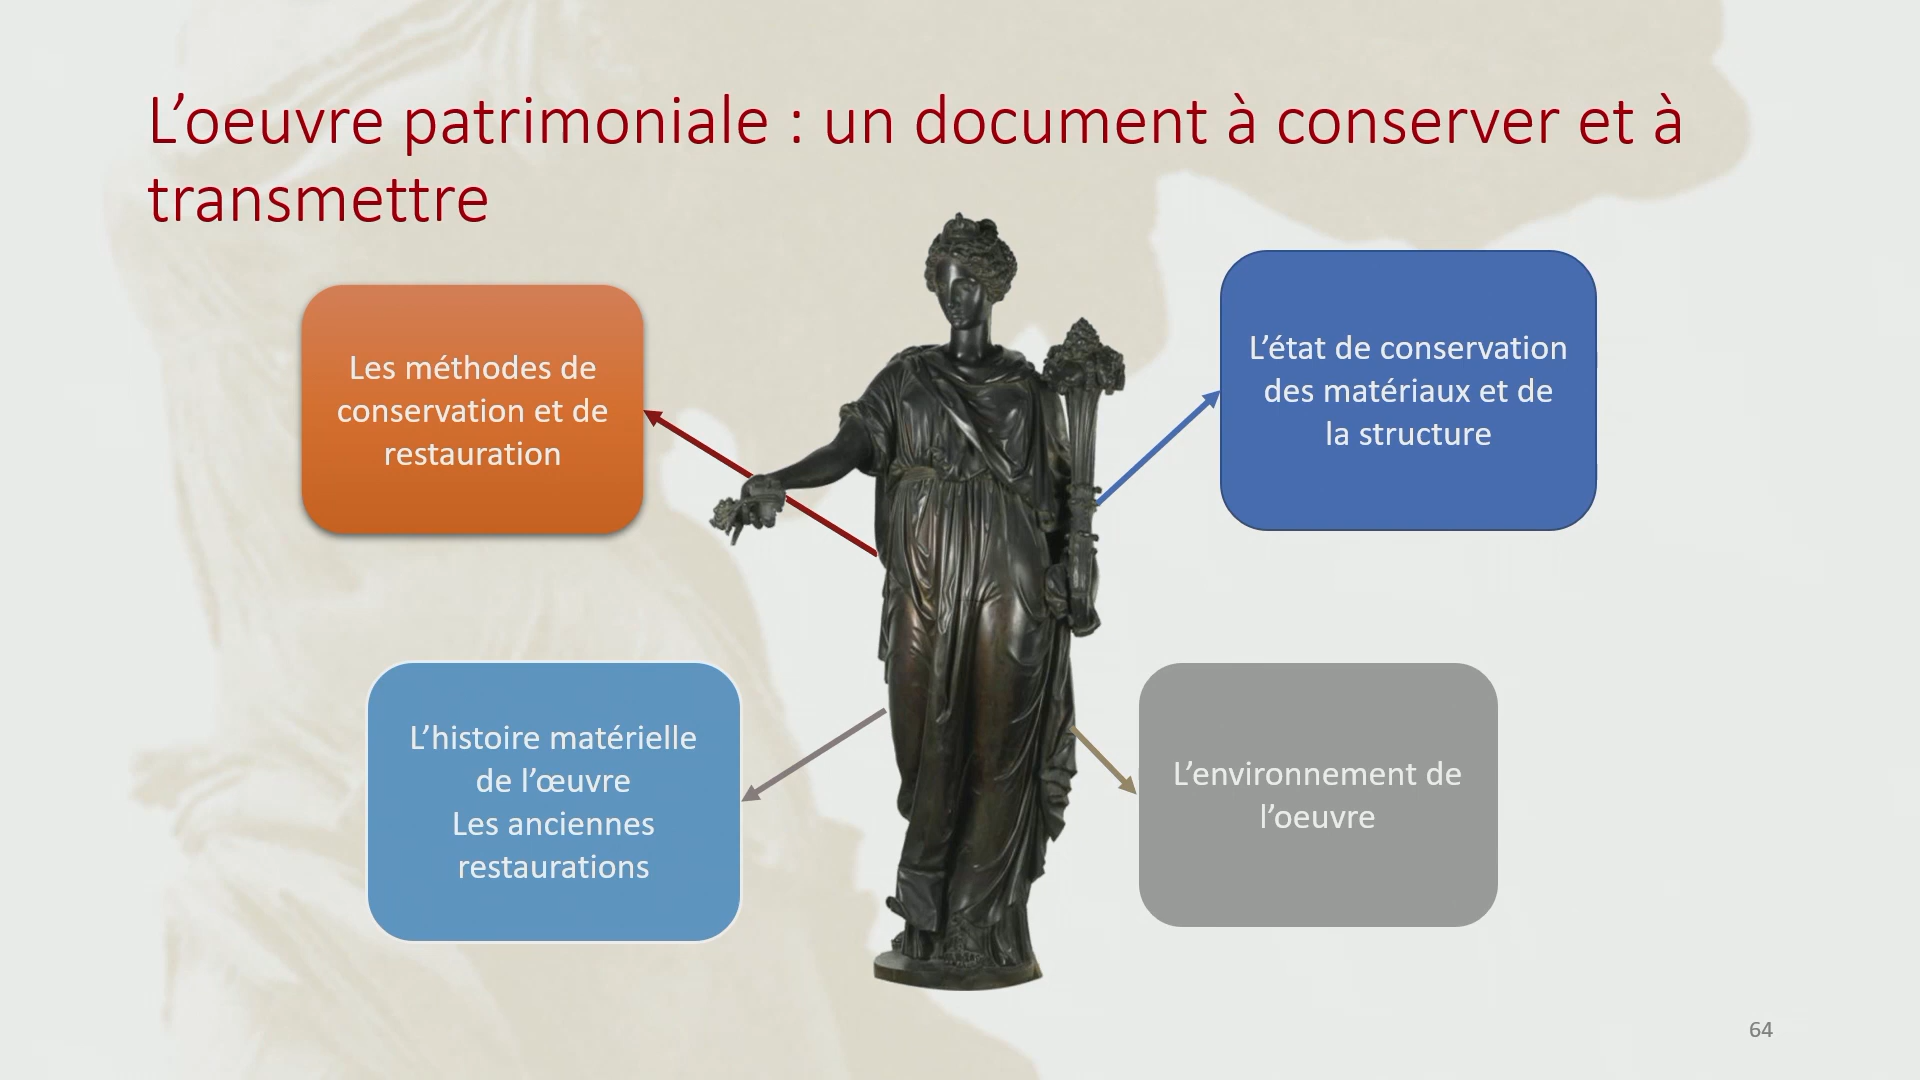 L’oeuvre patrimoniale : un document à conserver et à
transmettre
Les méthodes de
conservation et de
restauration
L’état de conservation
des matériaux et de
la structure
L’histoire matérielle
de l’œuvre
Les anciennes
restaurations
L’environnement de
l’oeuvre
64